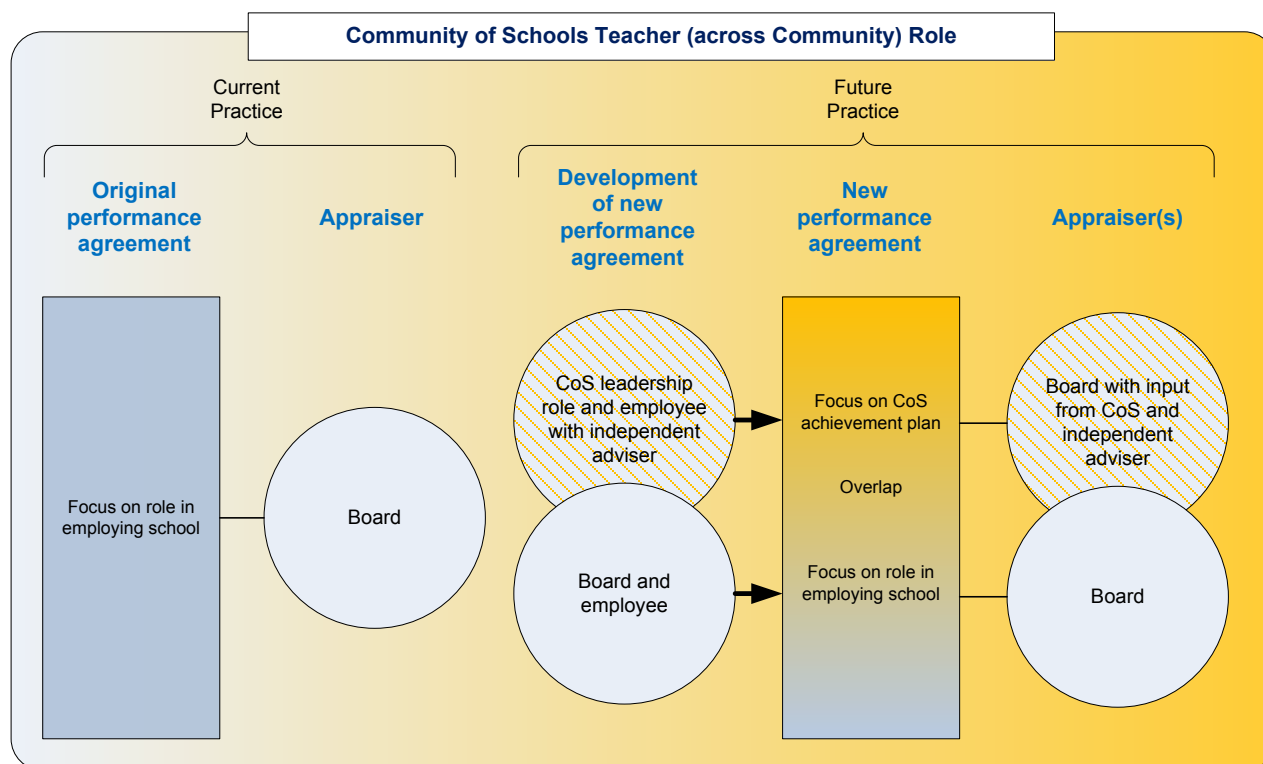 Community of Schools Teacher (across Community) Role
Current
Practice
Future
Practice
Original
performance
agreement
Appraiser
Development
of new
performance
agreement
New
performance
agreement
Appraiser(s)
Focus on role in
employing school
Board
CoS leadership
role and employee
with independent
adviser
Board and
employee
Focus on CoS
achievement plan
Overlap
Focus on role in
employing school
Board with input
from CoS and
independent
adviser
Board